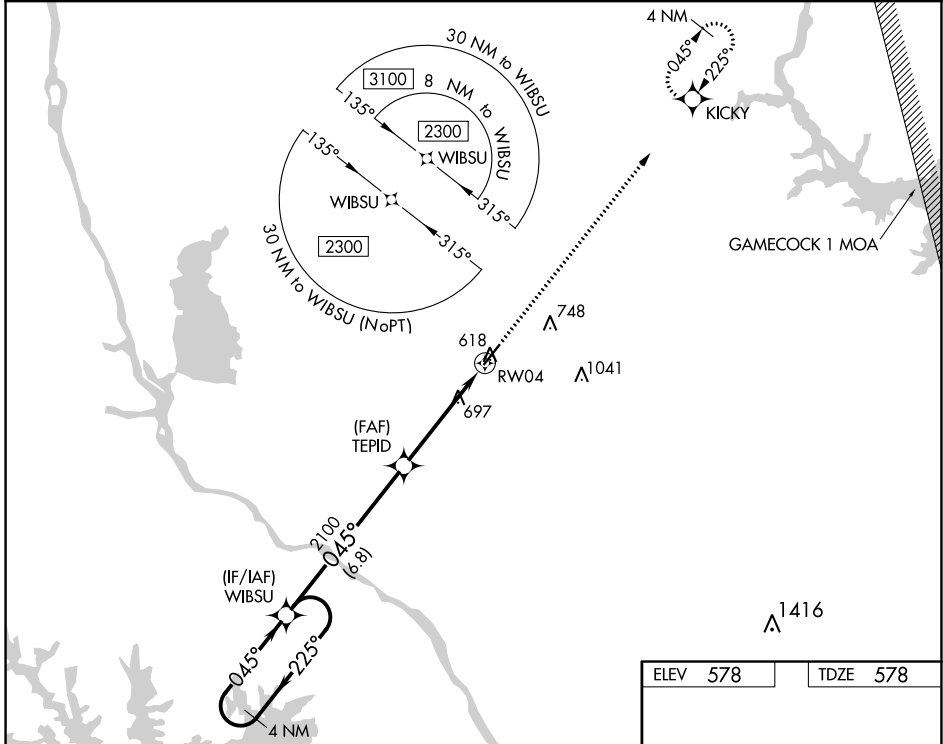 4 NM
045°
225°
KICKY
30 NM to WIBSU
3100
8 NM to WIBSU
135°
2300
WIBSU
315°
135°
WIBSU
315°
2300
30 NM to WIBSU (NoPT)
GAMECOCK 1 MOA
748
618
RW04
1041
697
(FAF)
TEPID
2100
045°
(6.8)
(IF/IAF)
WIBSU
045°
225°
4 NM
1416
ELEV 578
TDZE 578